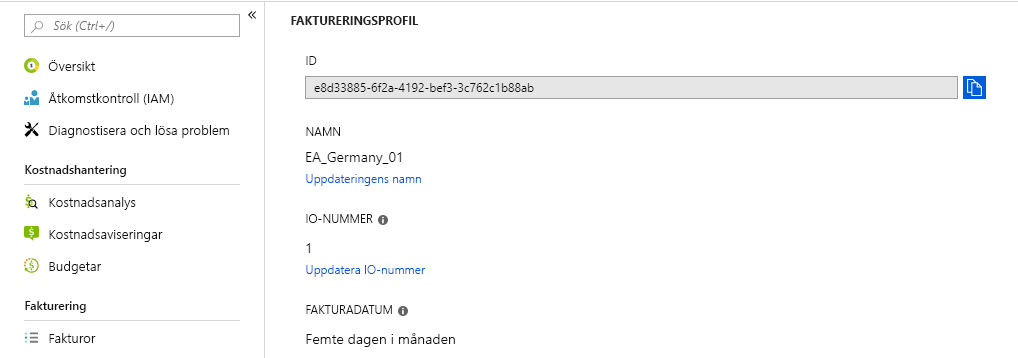 Sök (Ctrl+/)
«
Översikt
Åtkomstkontroll (IAM)
Diagnostisera och lösa problem
Kostnadshantering
Kostnadsanalys
Kostnadsaviseringar
Budgetar
Fakturering
Fakturor
FAKTURERINGSPROFIL
ID
e8d33885-6f2a-4192-bef3-3c762c1b88ab
NAMN
EA_Germany_01
Uppdateringens namn
IO-NUMMER
1
Uppdatera IO-nummer
FAKTURADATUM
Femte dagen i månaden